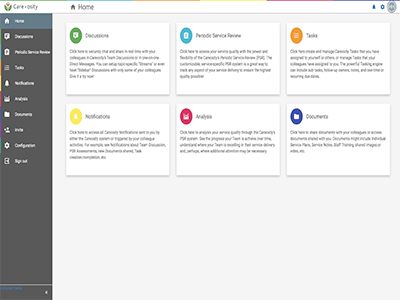 Care·osity
Home
Home
Discussions
Periodic Service Review
Tasks
Notifications
Analysis
Documents
Invite
Configuration
Sign out
Discussions
Click here to securely chat and share in real time with your
colleagues in Careosity's Team Discussions or in one-on-one
Direct Messages. You can setup topic specific "Streams" or even
have "Sidebar" Discussions with only some of your colleagues.
Give it a try now!
Periodic Service Review
Click here to assess your service quality with the power and
flexibility of the Careosity's Periodic Service Review (PSR). The
customizable, service-specific PSR system is a great way to
track any aspect of your service delivery to ensure the highest
quality possible!
Tasks
Click here create and manage Careosity Tasks that you have
assigned to yourself or others, or manage Tasks that your
colleagues have assigned to you. The powerful Tasking engine
can include sub tasks, follow-up, owners, notes, and one time or
recurring due dates.
Notifications
Click here to access all Careosity Notifications sent to you by
either the Careosity system or triggered by your colleague
activities. For example, see Notifications about Team Discussion,
PSR Assessments, new Documents shared, Task
creation/completion, etc.
Analysis
Click here to analyze your service quality through the Careosity's
PSR system. See the progress your Team is achieve over time,
understand where your Team is excelling in their service delivery
and, perhaps, where additional attention may be necessary.
Documents
Click here to share documents with your colleagues or access
documents shared with you. Documents might include Individual
Service Plans, Service Notes, Staff Training shared images or
video, etc.